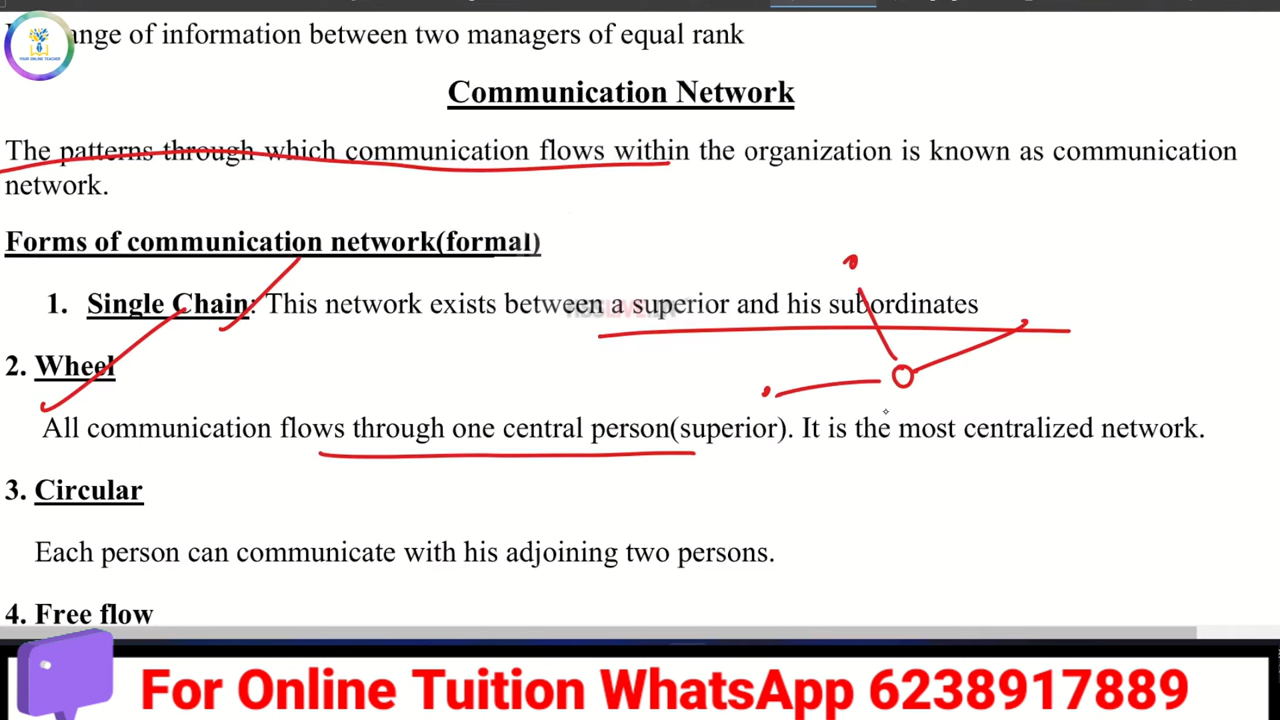 ange of information between two managers of equal rank
YOUR ONLINE TEACHER
Communication Network
The patterns through which communication flows within the organization is known as communication
network.
Forms of communication network(formal)
1. Single Chain: This network exists between a superior and his subordinates
2. Wheel
All communication flows through one central person(superior). It is the most centralized network.
3. Circular
Each person can communicate with his adjoining two persons.
4. Free flow
For Online Tuition WhatsApp 6238917889